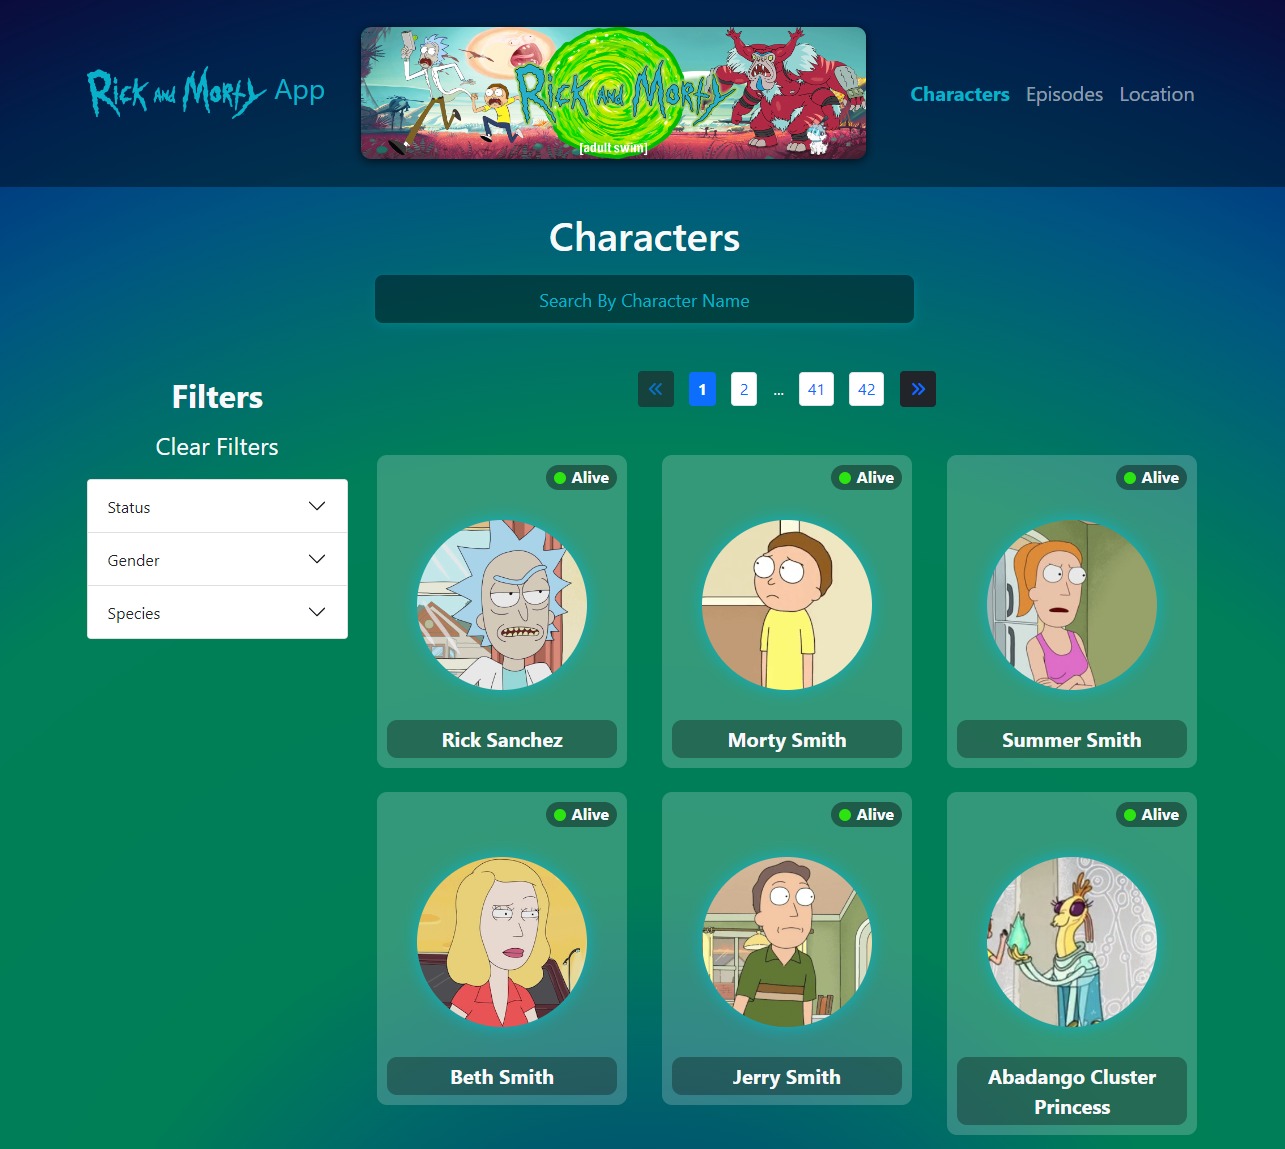 Rick and Morty App
Rick and Morty
[adult swim]
Characters Episodes Location
Characters
Search By Character Name
Filters
Clear Filters
Status
Gender
Species
« 1 2 ... 41 42 »
Alive
Rick Sanchez
Alive
Morty Smith
Alive
Summer Smith
Alive
Beth Smith
Alive
Jerry Smith
Alive
Abadango Cluster
Princess